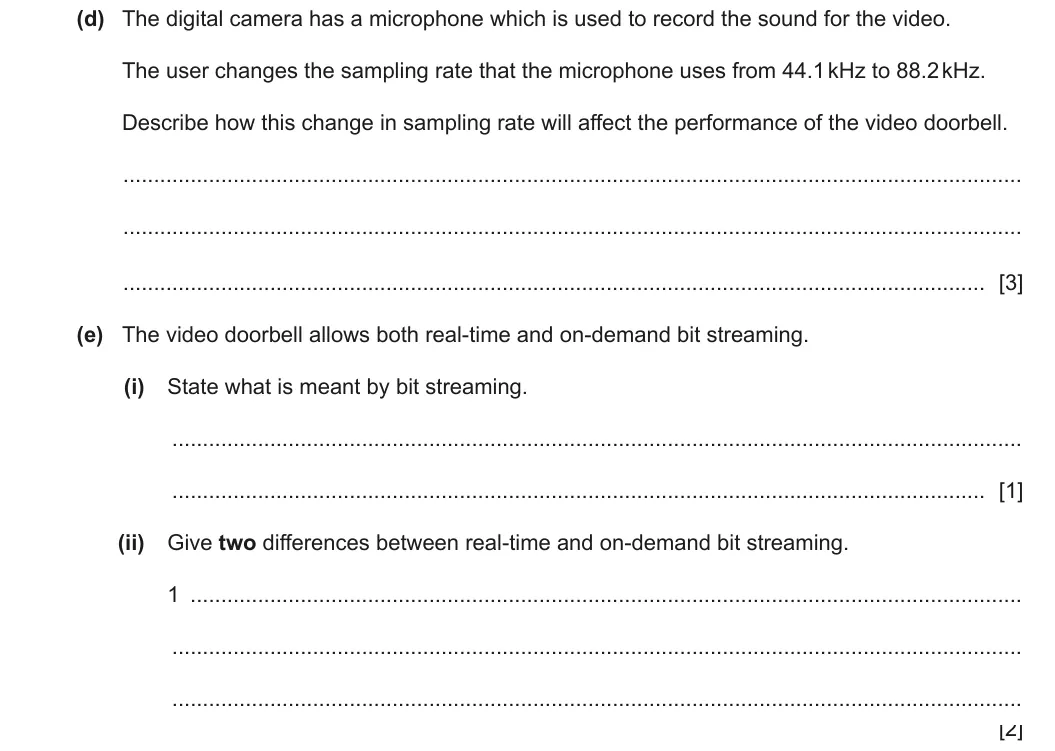 (d) The digital camera has a microphone which is used to record the sound for the video.
The user changes the sampling rate that the microphone uses from 44.1 kHz to 88.2 kHz.
Describe how this change in sampling rate will affect the performance of the video doorbell.
...................................................................................................................................................
...................................................................................................................................................
............................................................................................................................................. [3]
(e) The video doorbell allows both real-time and on-demand bit streaming.
(i) State what is meant by bit streaming.
...........................................................................................................................................
..................................................................................................................................... [1]
(ii) Give two differences between real-time and on-demand bit streaming.
1 ........................................................................................................................................
...........................................................................................................................................
...........................................................................................................................................
[2]